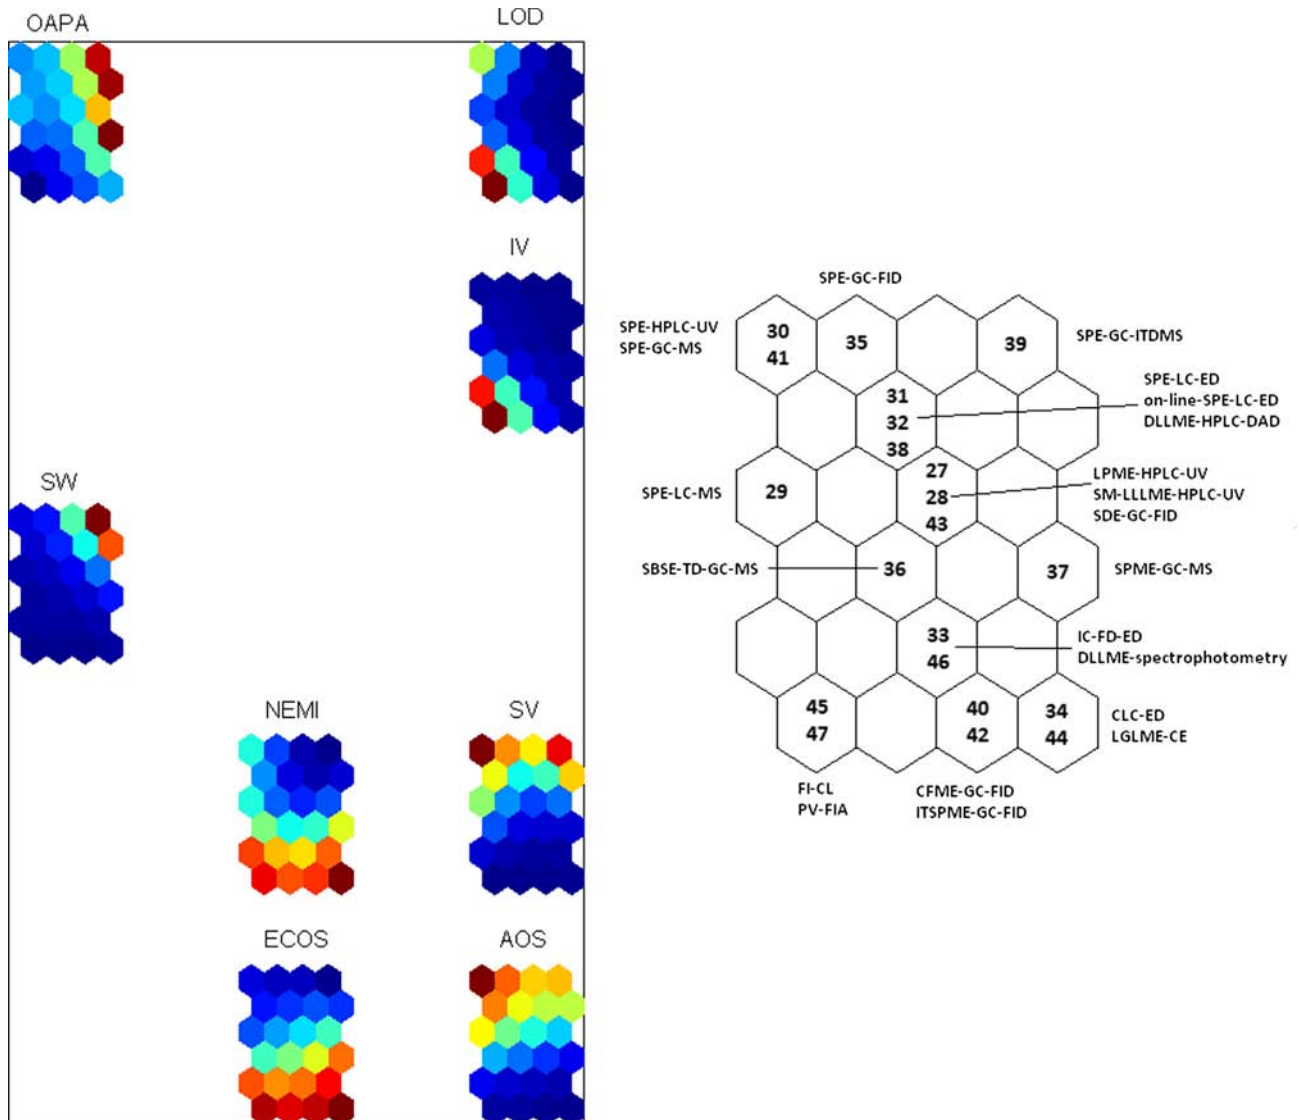 OAPA
LOD
IV
SW
NEMI
SV
ECOS
AOS
SPE-GC-FID
SPE-HPLC-UV
SPE-GC-MS
30
41
35
39
SPE-GC-ITDMS
31
32
38
SPE-LC-ED
on-line-SPE-LC-ED
DLLME-HPLC-DAD
SPE-LC-MS
29
27
28
43
LPME-HPLC-UV
SM-LLLME-HPLC-UV
SDE-GC-FID
SBSE-TD-GC-MS
36
37
SPME-GC-MS
33
46
IC-FD-ED
DLLME-spectrophotometry
45
47
40
42
34
44
CLC-ED
LGLME-CE
FI-CL
PV-FIA
CFME-GC-FID
ITSPME-GC-FID